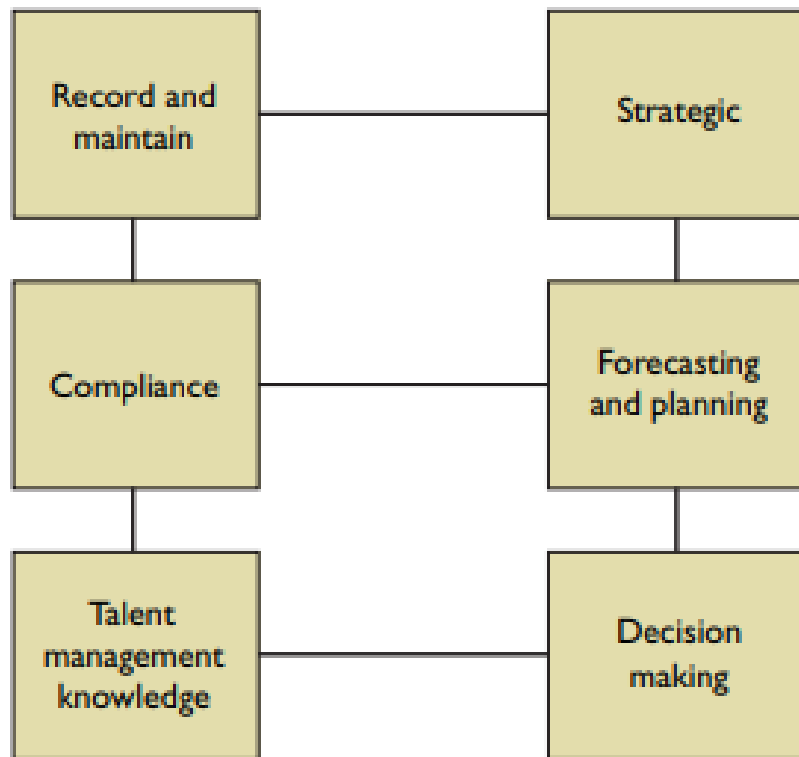 Record and
maintain
Strategic
Compliance
Forecasting
and planning
Talent
management
knowledge
Decision
making